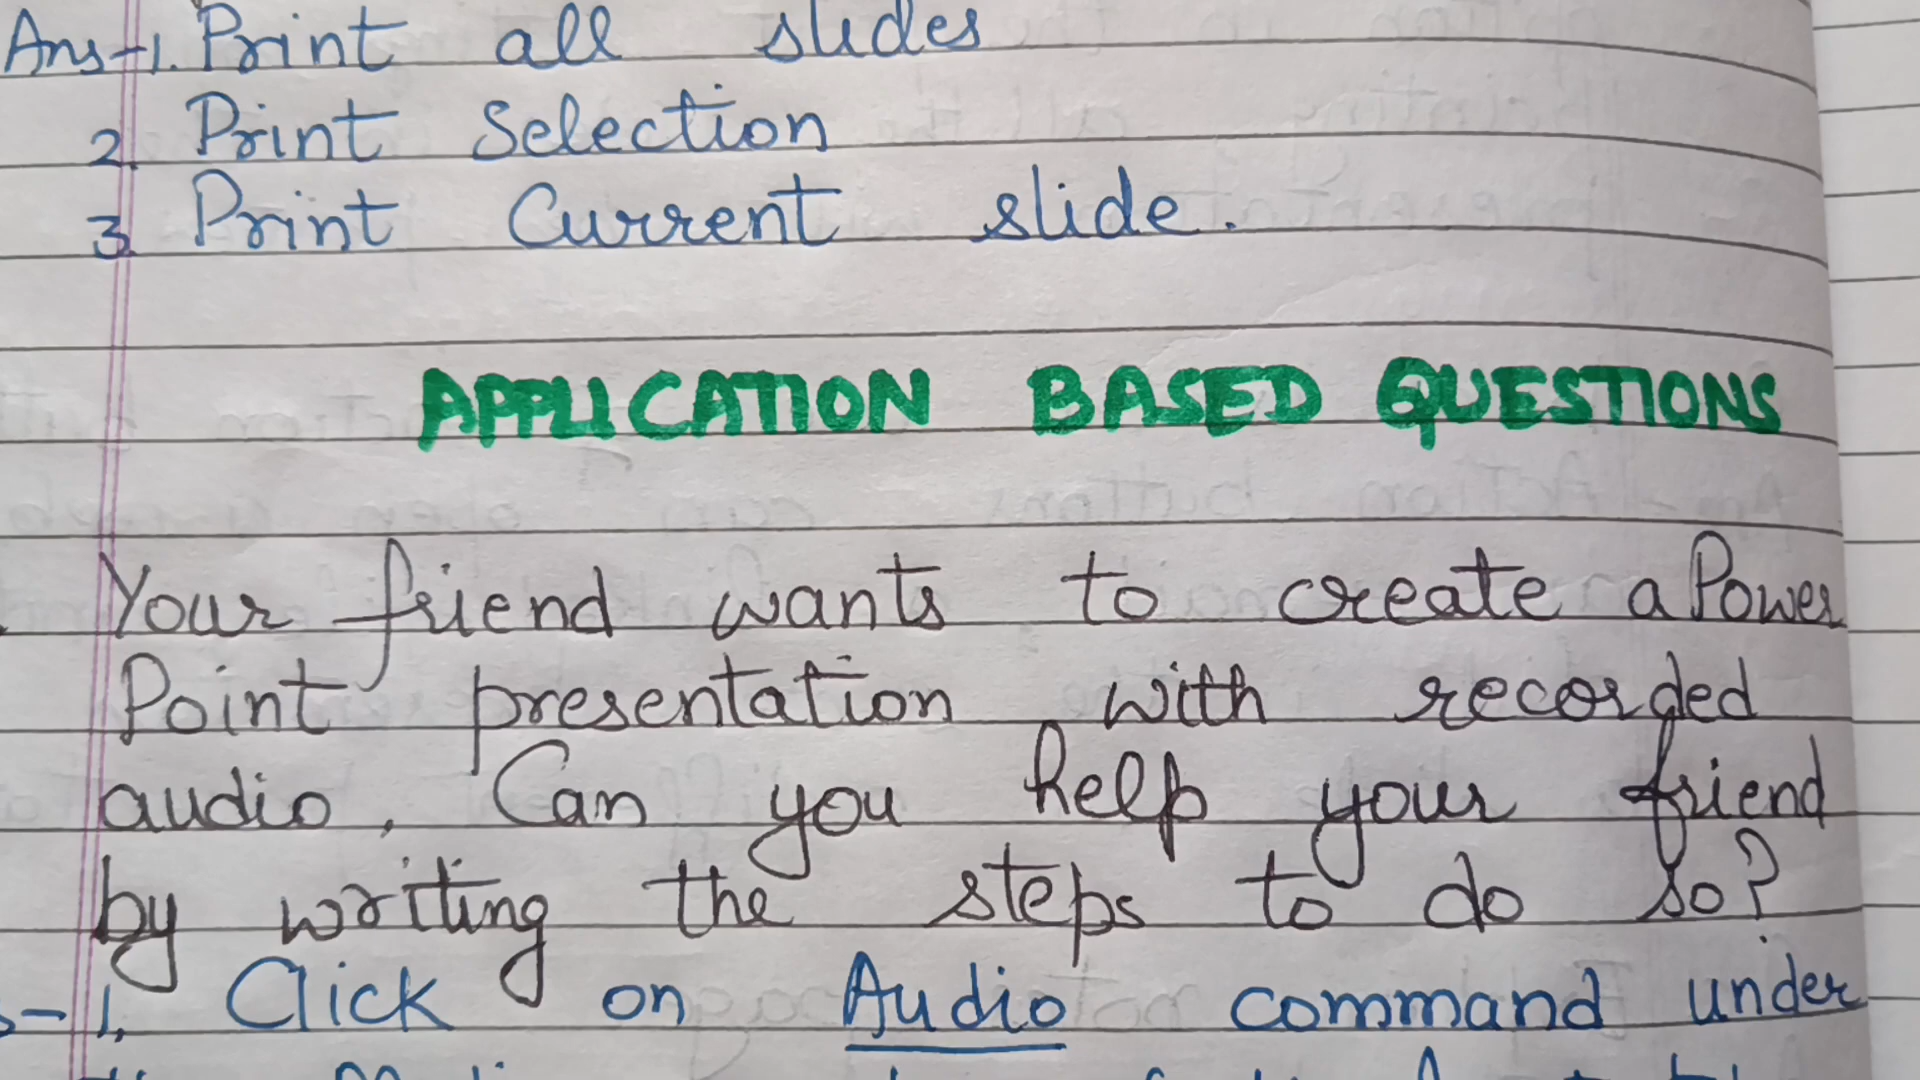 Ans-1. Print all slides
2. Print Selection
3. Print Current slide.
APPLICATION BASED QUESTIONS
Your friend wants to create a Power
Point presentation with recorded
audio. Can you help your friend
by writing the steps to do so?
s-1. Click on Audio command under